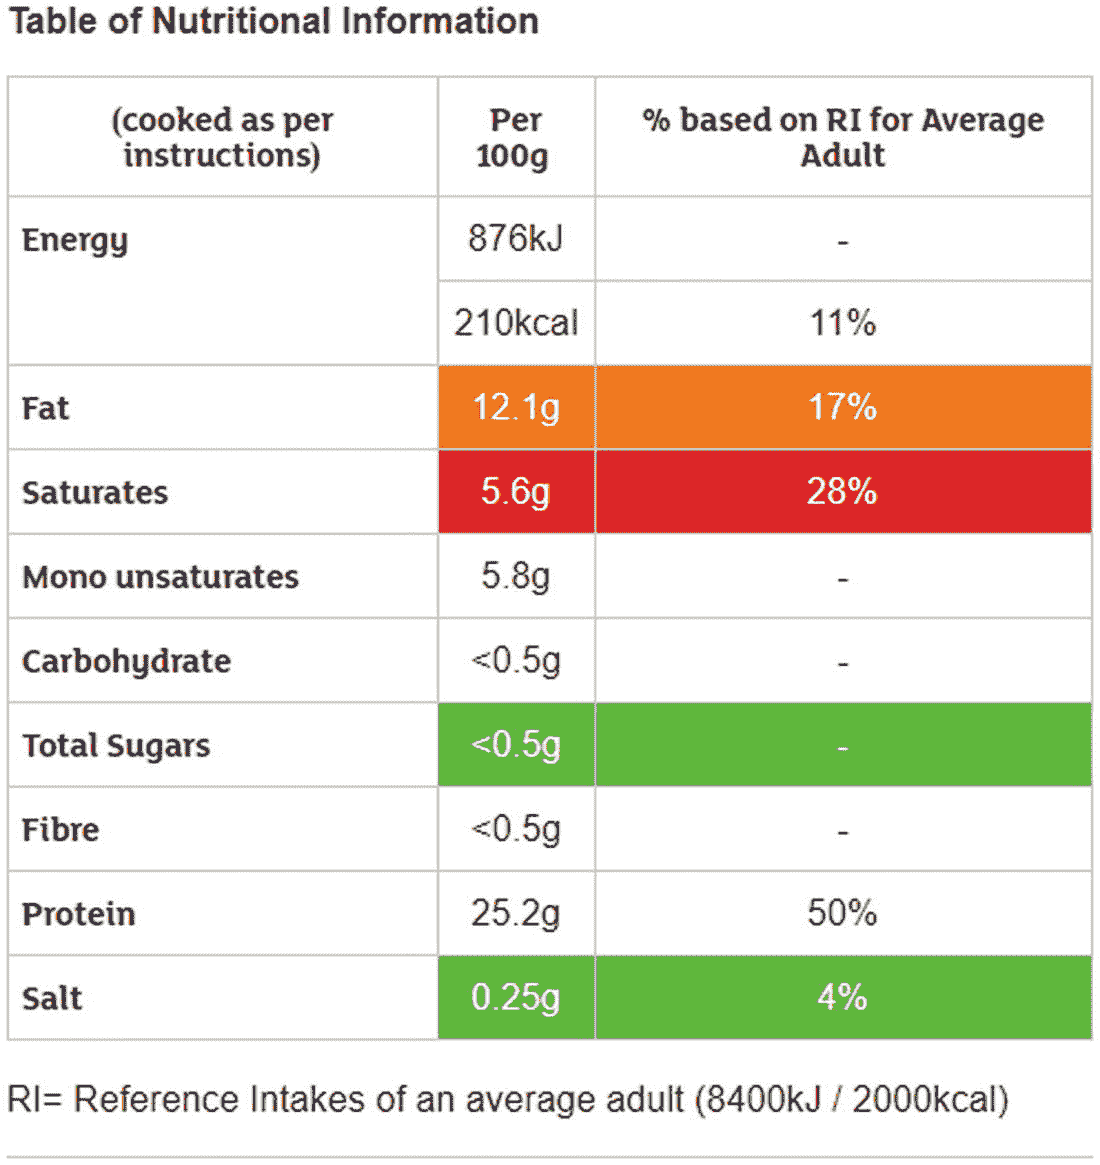 Table of Nutritional Information
(cooked as per instructions) Per 100g % based on RI for Average Adult
Energy 876kJ -
210kcal 11%
Fat 12.1g 17%
Saturates 5.6g 28%
Mono unsaturates 5.8g -
Carbohydrate <0.5g -
Total Sugars <0.5g -
Fibre <0.5g -
Protein 25.2g 50%
Salt 0.25g 4%
RI= Reference Intakes of an average adult (8400kJ / 2000kcal)